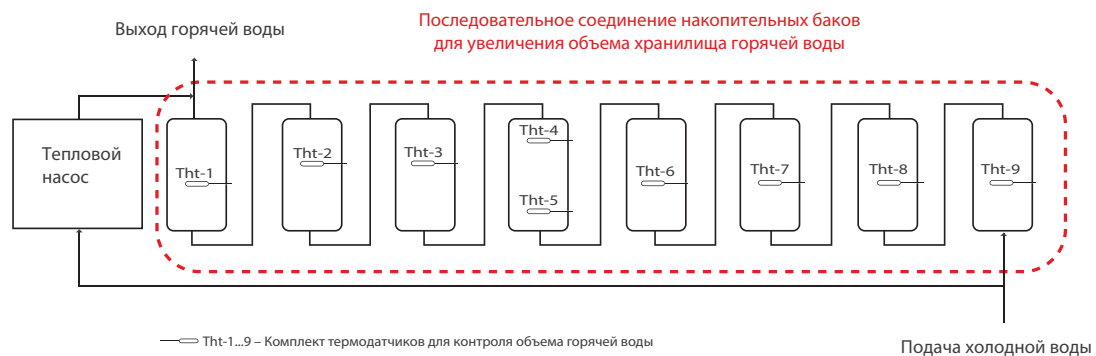 Последовательное соединение накопительных баков
для увеличения объема хранилища горячей воды
Выход горячей воды
Тепловой
насос
Tht-1
Tht-2
Tht-3
Tht-4
Tht-5
Tht-6
Tht-7
Tht-8
Tht-9
Tht-1...9 – Комплект термодатчиков для контроля объема горячей воды
Подача холодной воды